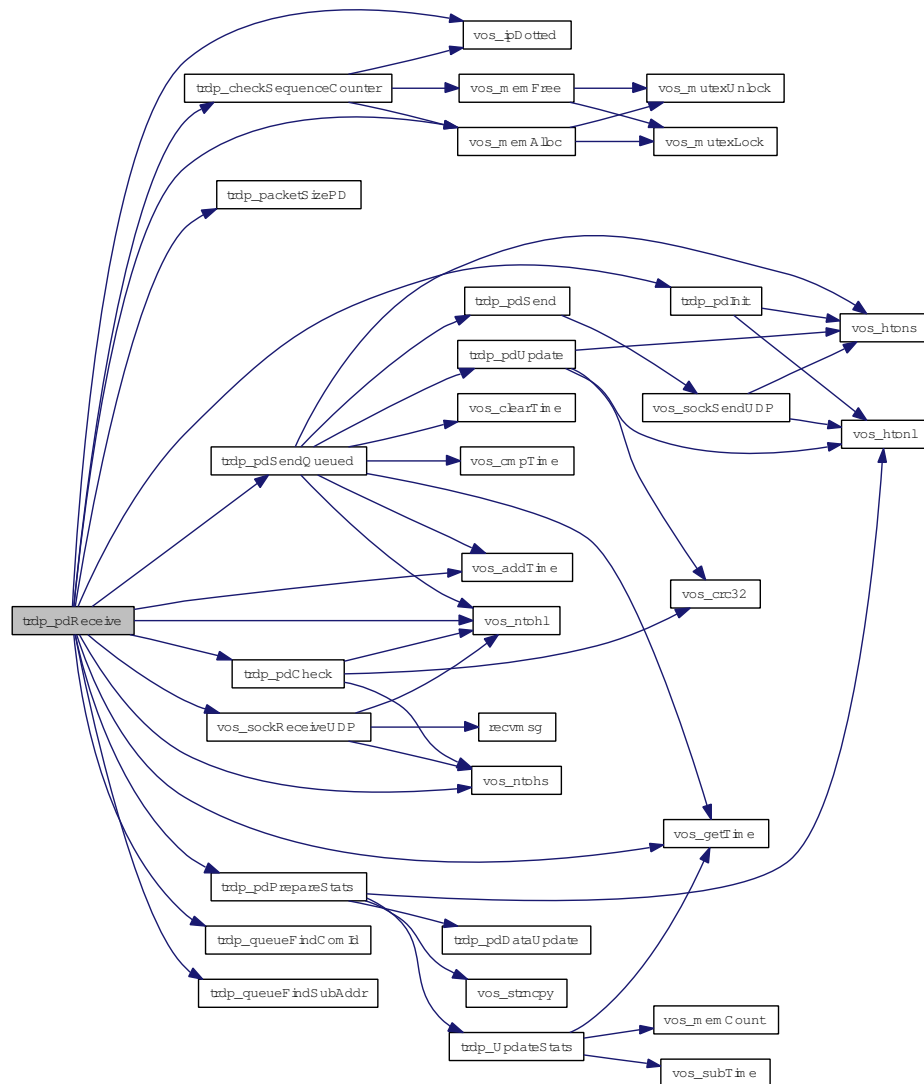 vos_ipDotted
trdp_checkSequenceCounter
vos_memFree
vos_mutexUnlock
vos_memAlloc
vos_mutexLock
trdp_packetSizePD
trdp_pdSend
trdp_pdInit
vos_htons
trdp_pdUpdate
vos_clearTime
vos_sockSendUDP
vos_htonl
trdp_pdSendQueued
vos_cmpTime
vos_addTime
vos_crc32
trdp_pdReceive
vos_ntohl
trdp_pdCheck
vos_sockReceiveUDP
recvmsg
vos_ntohs
vos_getTime
trdp_pdPrepareStats
trdp_queueFindComId
trdp_pdDataUpdate
trdp_queueFindSubAddr
vos_strncpy
vos_memCount
trdp_UpdateStats
vos_subTime